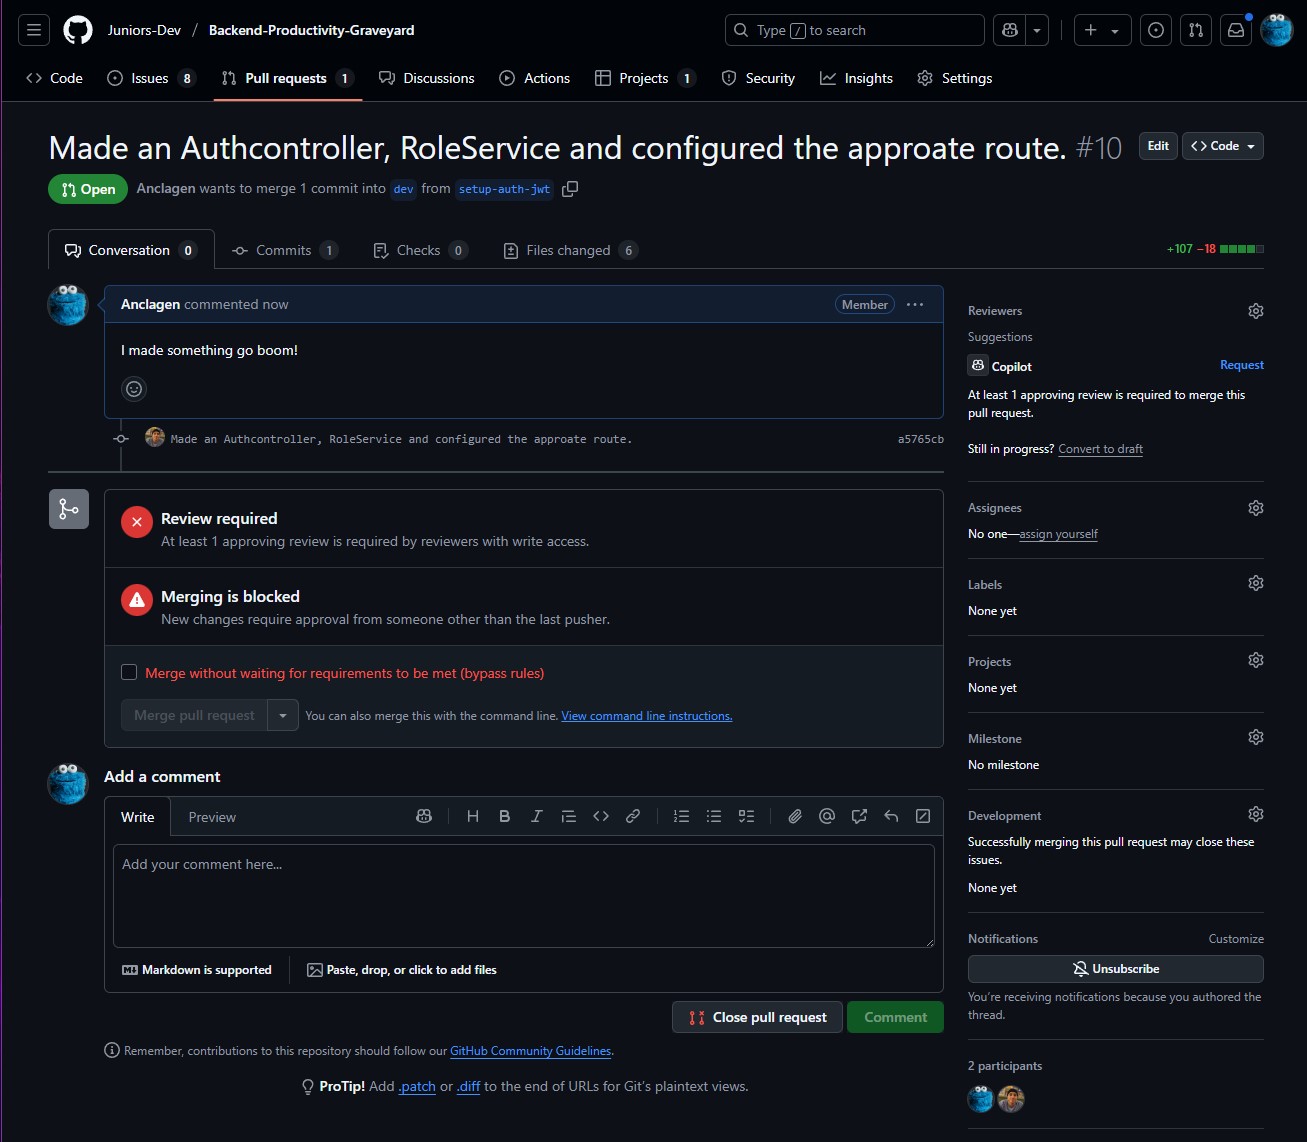 Juniors-Dev / Backend-Productivity-Graveyard
Type / to search
Code
Issues 8
Pull requests 1
Discussions
Actions
Projects 1
Security
Insights
Settings
Made an Authcontroller, RoleService and configured the approate route. #10
Edit
Code
Open
Anclagen wants to merge 1 commit into dev from setup-auth-jwt
Conversation 0
Commits 1
Checks 0
Files changed 6
+107 −18
Anclagen commented now
Member
I made something go boom!
Made an Authcontroller, RoleService and configured the approate route.
a5765cb
Review required
At least 1 approving review is required by reviewers with write access.
Merging is blocked
New changes require approval from someone other than the last pusher.
Merge without waiting for requirements to be met (bypass rules)
Merge pull request
You can also merge this with the command line. View command line instructions.
Add a comment
Write
Preview
Add your comment here...
Markdown is supported
Paste, drop, or click to add files
Close pull request
Comment
Remember, contributions to this repository should follow our GitHub Community Guidelines.
ProTip! Add .patch or .diff to the end of URLs for Git's plaintext views.
Reviewers
Suggestions
Copilot
Request
At least 1 approving review is required to merge this
pull request.
Still in progress? Convert to draft
Assignees
No one—assign yourself
Labels
None yet
Projects
None yet
Milestone
No milestone
Development
Successfully merging this pull request may close these
issues.
None yet
Notifications
Customize
Unsubscribe
You're receiving notifications because you authored the
thread.
2 participants